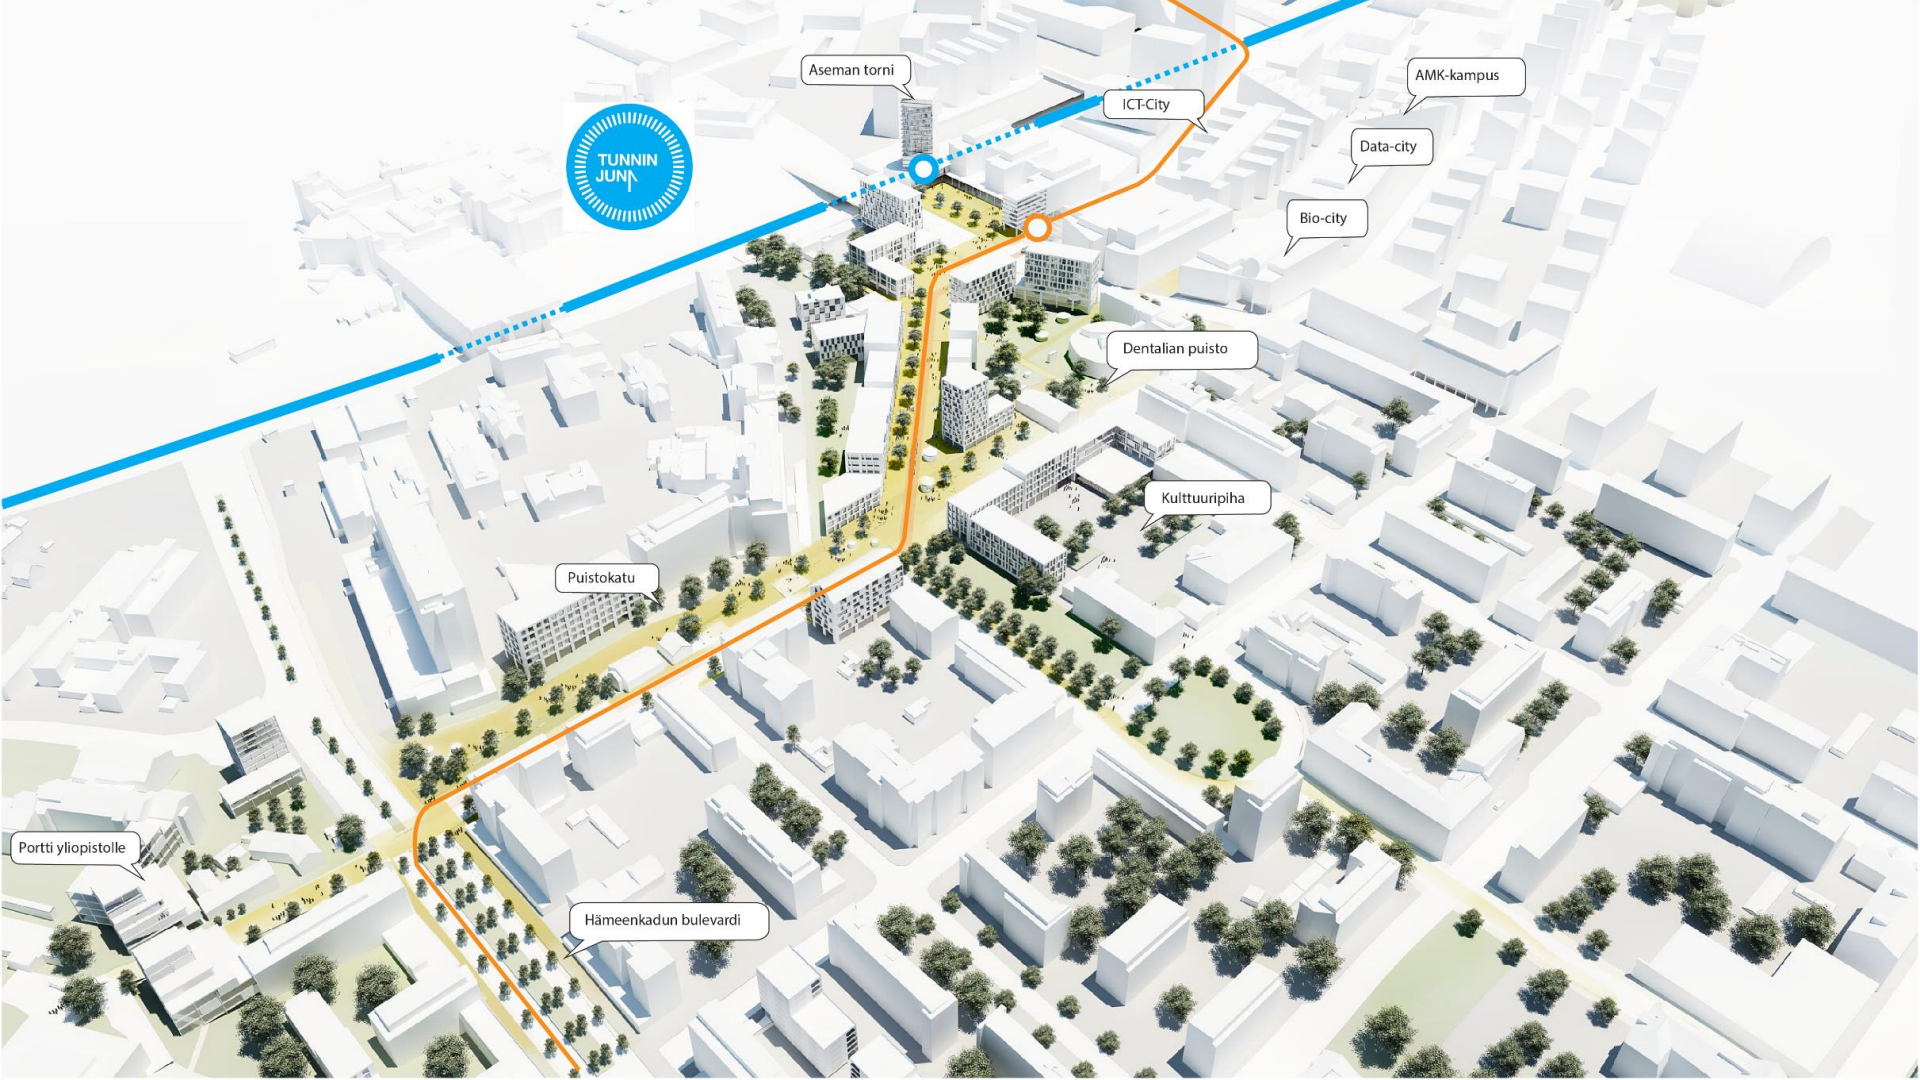 Aseman torni
AMK-kampus
ICT-City
TUNNIN
JUNA
Data-city
Bio-city
Dentalian puisto
Kulttuuripiha
Puistokatu
Portti yliopistolle
Hämeenkadun bulevardi